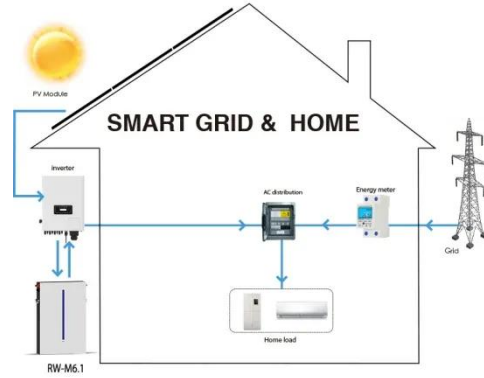 PV Module
SMART GRID & HOME
Inverter
AC distribution
Energy meter
Grid
Home load
RW-M6.1